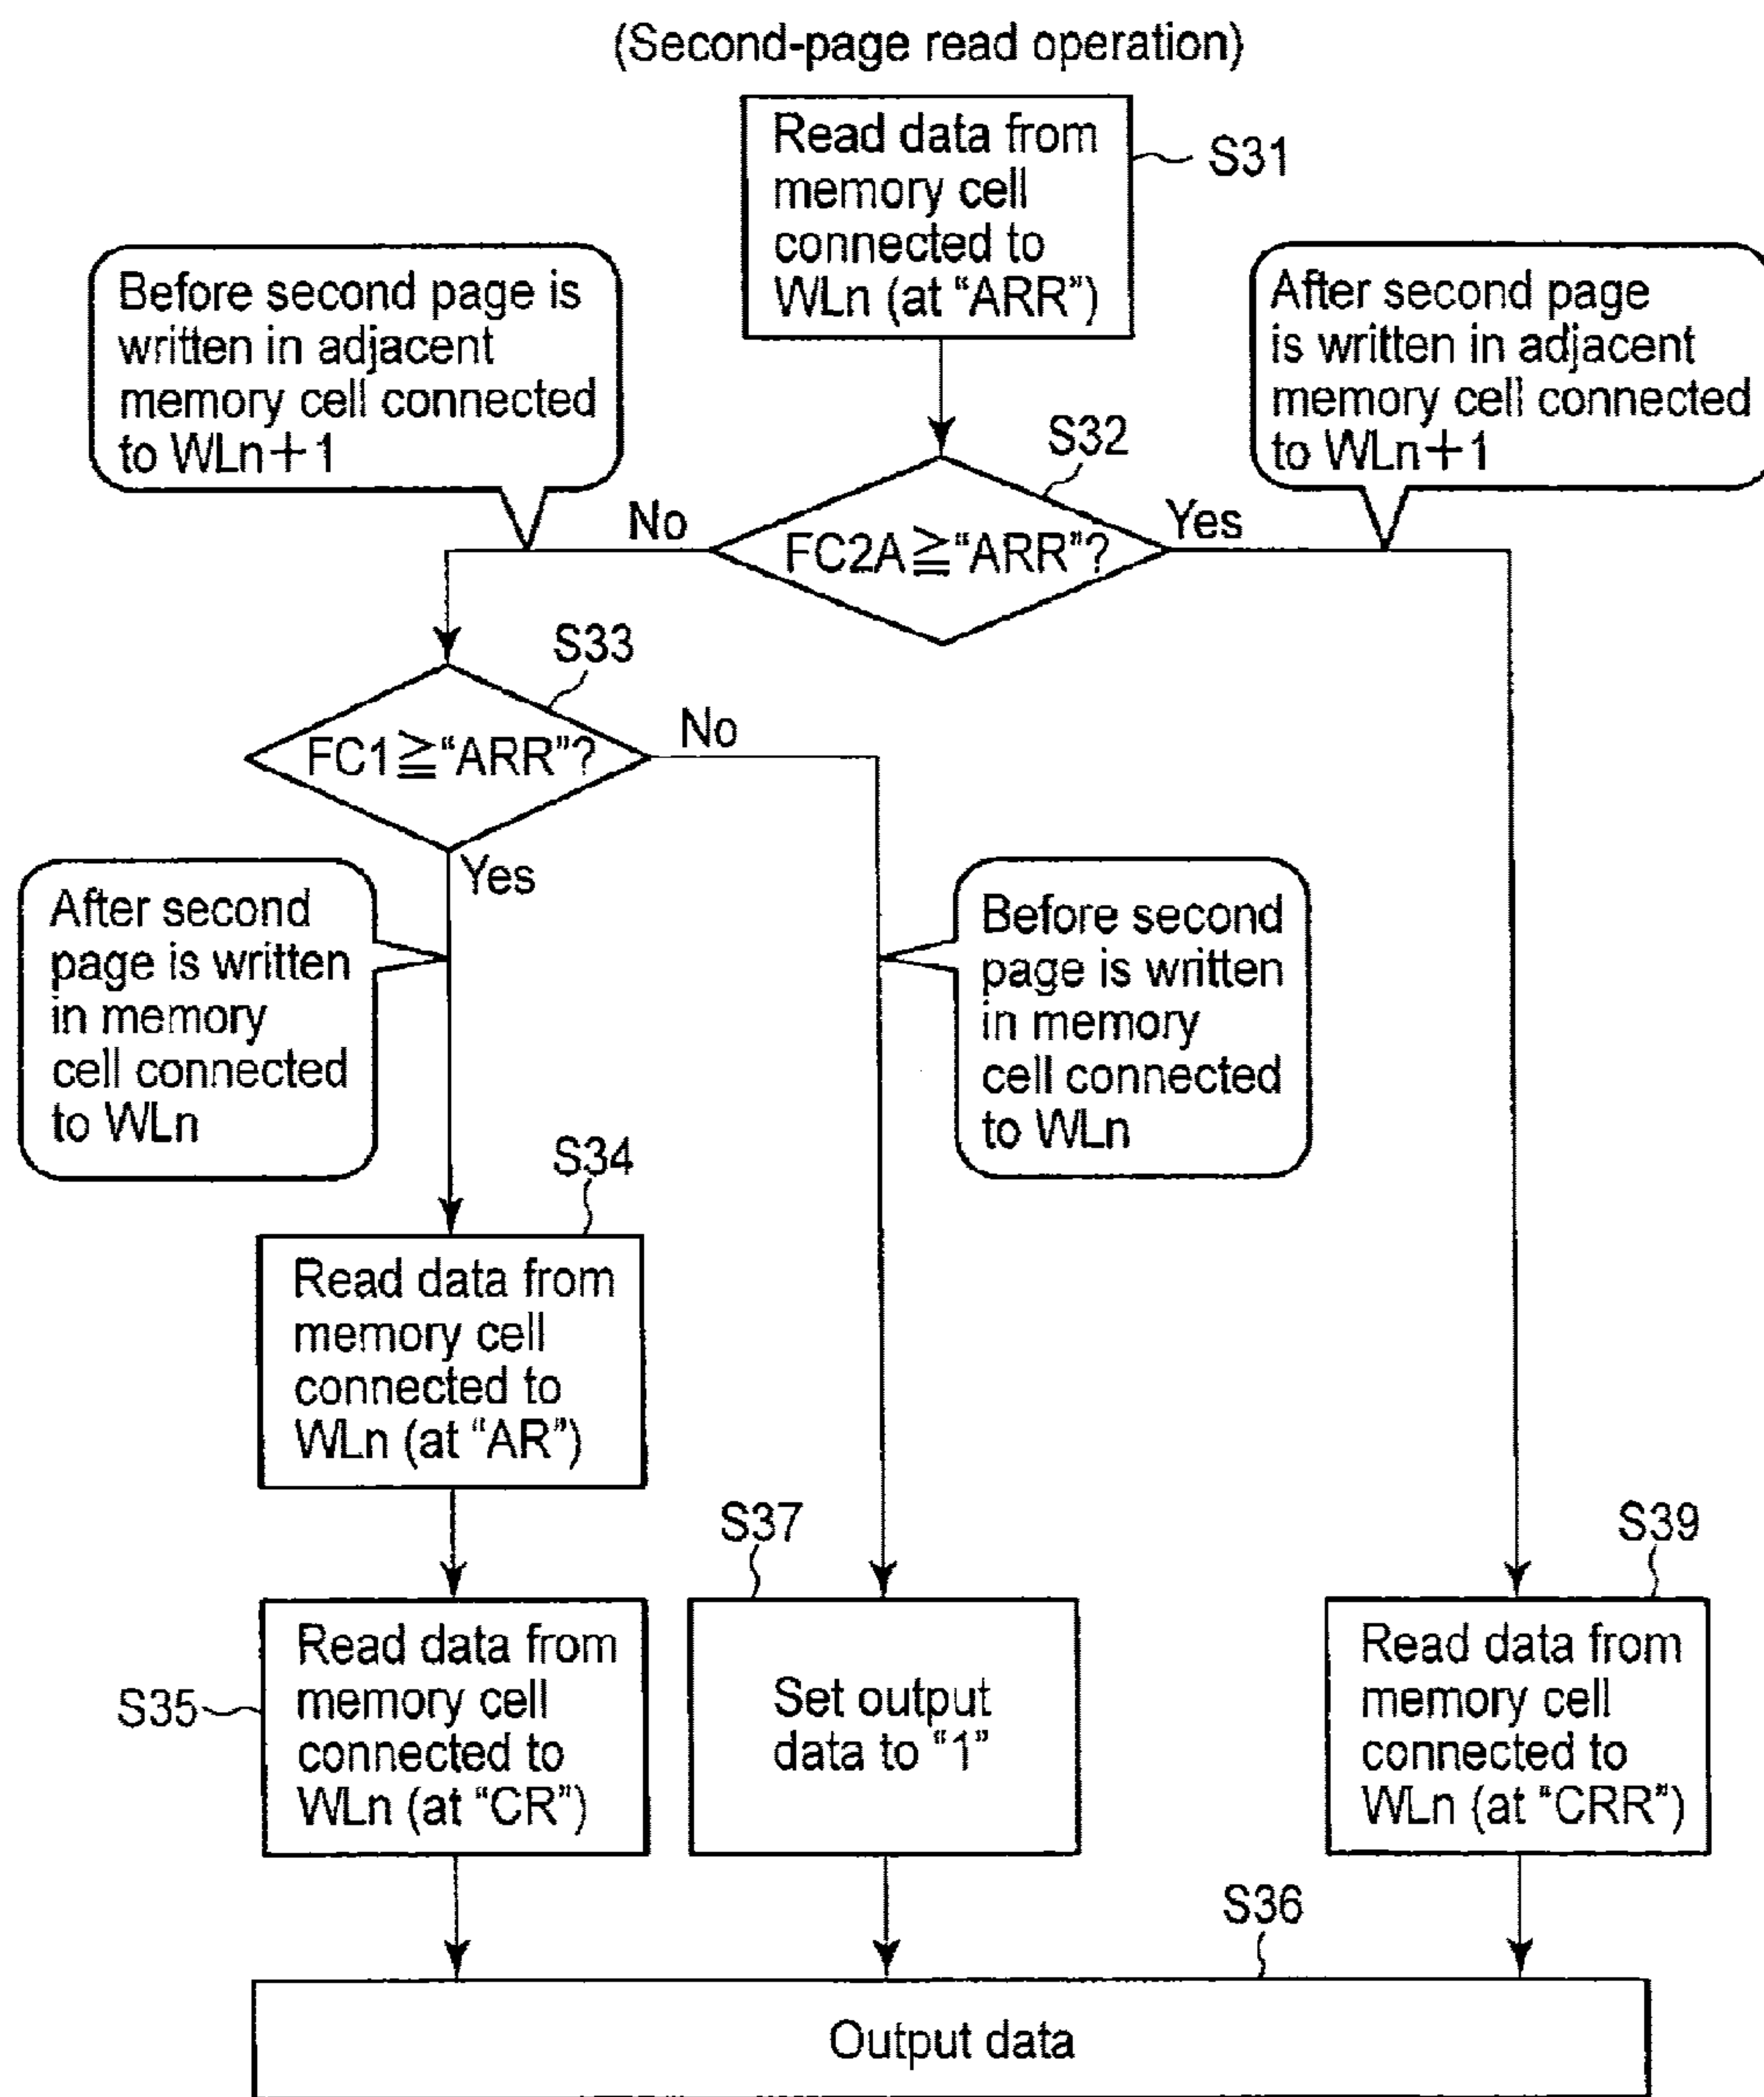 (Second-page read operation)
Read data from
memory cell
connected to
WLn (at “ARR”)
S31
Before second page is
written in adjacent
memory cell connected
to WLn+1
After second page
is written in adjacent
memory cell connected
to WLn+1
S32
No
FC2A≧“ARR”?
Yes
S33
FC1≧“ARR”?
No
Yes
After second
page is written
in memory
cell connected
to WLn
Before second
page is written
in memory
cell connected
to WLn
S34
Read data from
memory cell
connected to
WLn (at “AR”)
S35
Read data from
memory cell
connected to
WLn (at “CR”)
S37
Set output
data to “1”
S39
Read data from
memory cell
connected to
WLn (at “CRR”)
S36
Output data